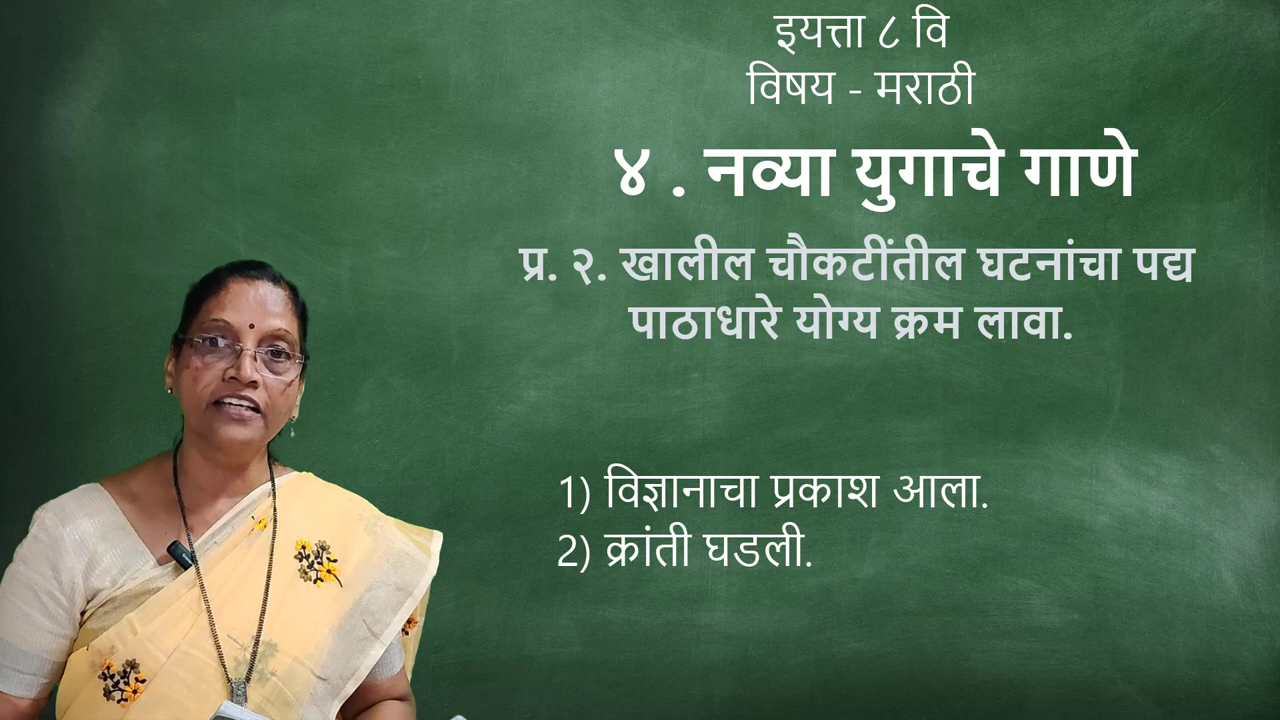 इयत्ता ८ वि
विषय - मराठी
४ . नव्या युगाचे गाणे
प्र. २. खालील चौकटींतील घटनांचा पद्य
पाठाधारे योग्य क्रम लावा.
1) विज्ञानाचा प्रकाश आला.
2) क्रांती घडली.